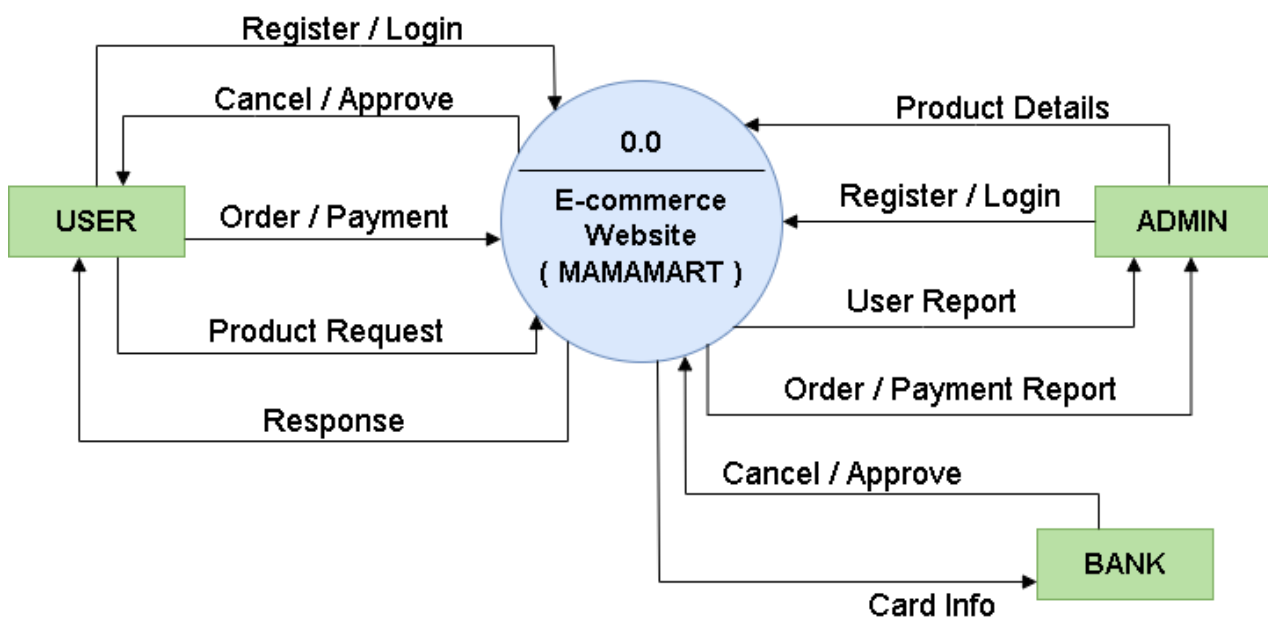 Register / Login
Cancel / Approve
Product Details
0.0
E-commerce
Website
( MAMAMART )
USER
Order / Payment
Register / Login
ADMIN
Product Request
User Report
Response
Order / Payment Report
Cancel / Approve
BANK
Card Info